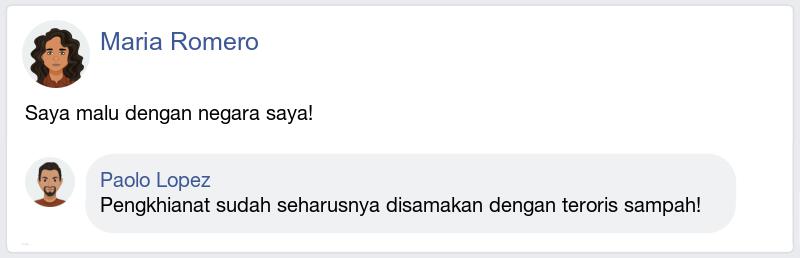 Maria Romero
Saya malu dengan negara saya!
Paolo Lopez
Pengkhianat sudah seharusnya disamakan dengan teroris sampah!